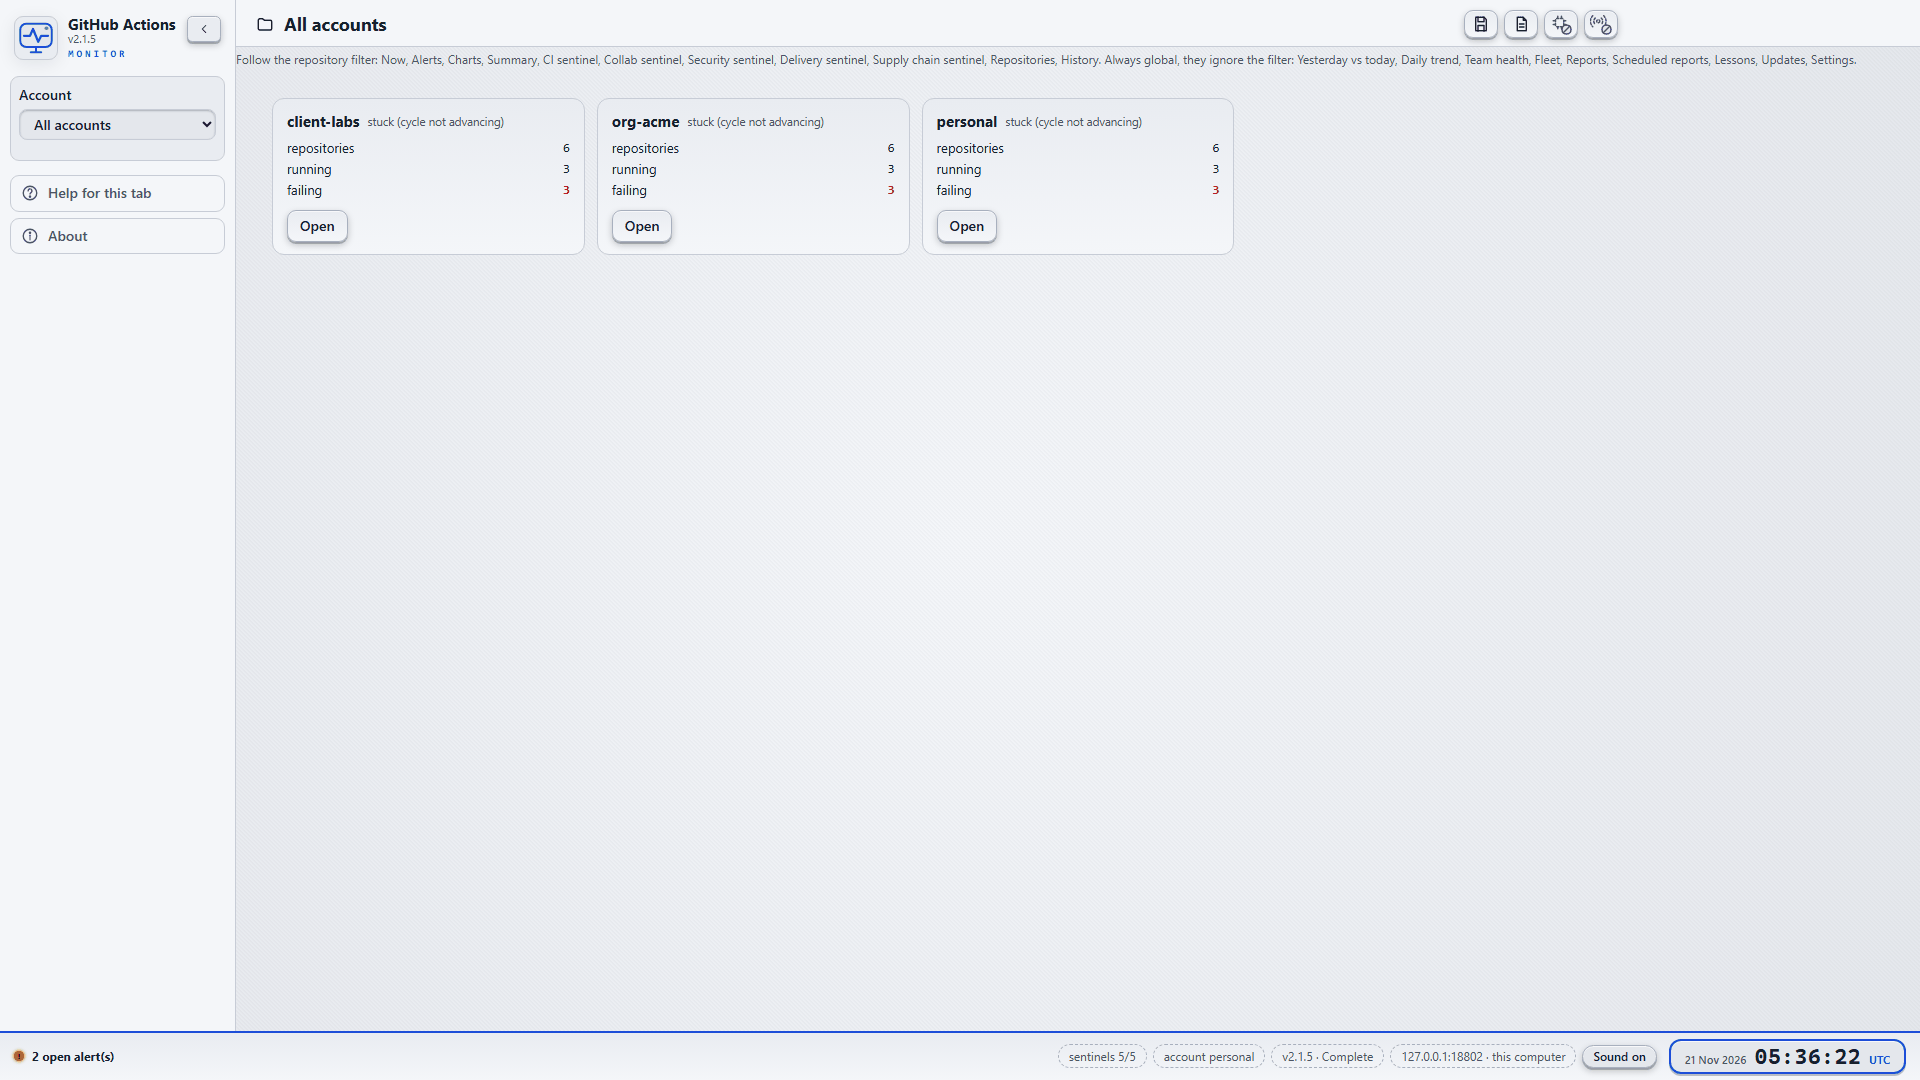 GitHub Actions
v2.1.5
MONITOR
Account
All accounts
Help for this tab
About
All accounts
Follow the repository filter: Now, Alerts, Charts, Summary, CI sentinel, Collab sentinel, Security sentinel, Delivery sentinel, Supply chain sentinel, Repositories, History. Always global, they ignore the filter: Yesterday vs today, Daily trend, Team health, Fleet, Reports, Scheduled reports, Lessons, Updates, Settings.
client-labs stuck (cycle not advancing)
repositories 6
running 3
failing 3
Open
org-acme stuck (cycle not advancing)
repositories 6
running 3
failing 3
Open
personal stuck (cycle not advancing)
repositories 6
running 3
failing 3
Open
2 open alert(s)
sentinels 5/5
account personal
v2.1.5 · Complete
127.0.0.1:18802 · this computer
Sound on
21 Nov 2026 05:36:22 UTC